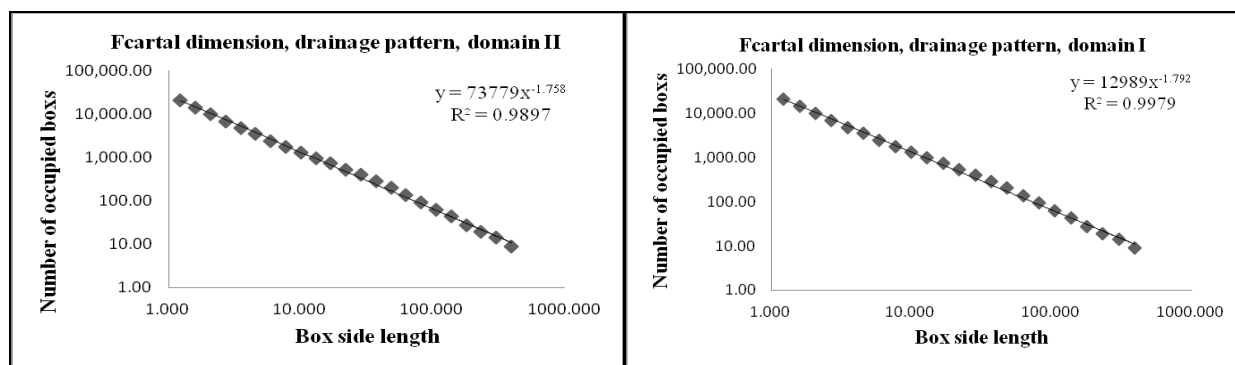 Fcartal dimension, drainage pattern, domain II
100,000.00
10,000.00
1,000.00
100.00
10.00
1.00
y = 73779x-1.758
R2 = 0.9897
1.000 10.000 100.000 1000.000
Number of occupied boxs
Box side length
Fcartal dimension, drainage pattern, domain I
100,000.00
10,000.00
1,000.00
100.00
10.00
1.00
y = 12989x-1.792
R2 = 0.9979
1.000 10.000 100.000 1000.000
Number of occupied boxs
Box side length